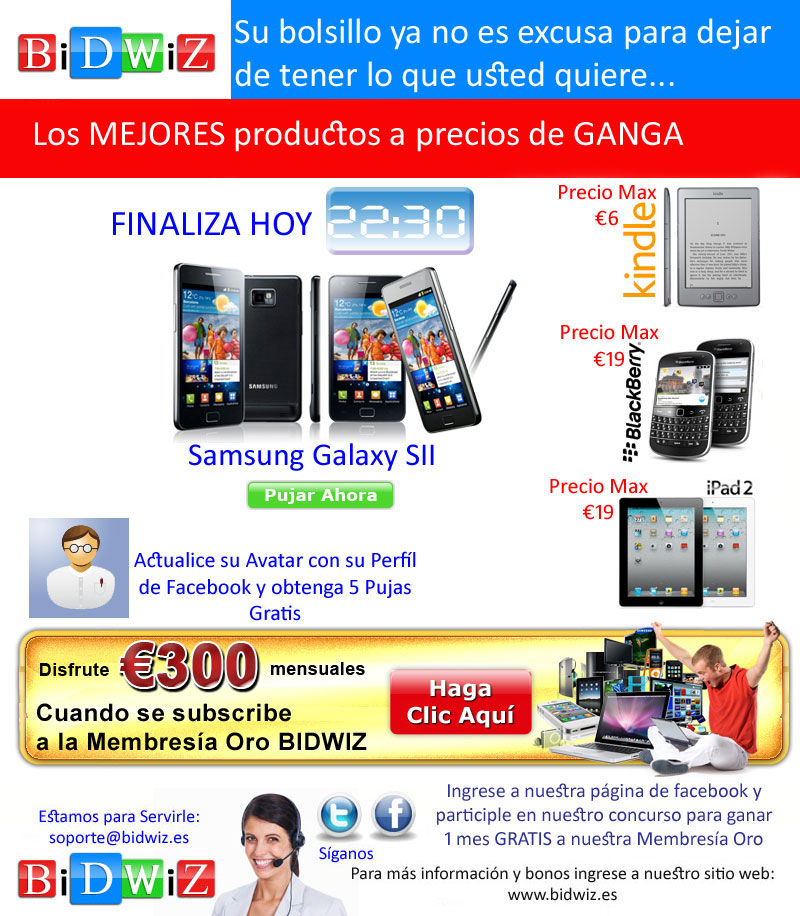 BiDWiZ
Su bolsillo ya no es excusa para dejar
de tener lo que usted quiere...
Los MEJORES productos a precios de GANGA
FINALIZA HOY 22:30
Precio Max
€6
kindle
kindle
Precio Max
€19
BlackBerry
SAMSUNG
Samsung Galaxy SII
Pujar Ahora
Precio Max
€19
iPad 2
Actualice su Avatar con su Perfíl
de Facebook y obtenga 5 Pujas
Gratis
Disfrute €300 mensuales
Cuando se subscribe
a la Membresía Oro BIDWIZ
Haga
Clic Aquí
Estamos para Servirle:
soporte@bidwiz.es
BiDWiZ
t f
Síganos
Ingrese a nuestra página de facebook y
participle en nuestro concurso para ganar
1 mes GRATIS a nuestra Membresía Oro
Para más información y bonos ingrese a nuestro sitio web:
www.bidwiz.es